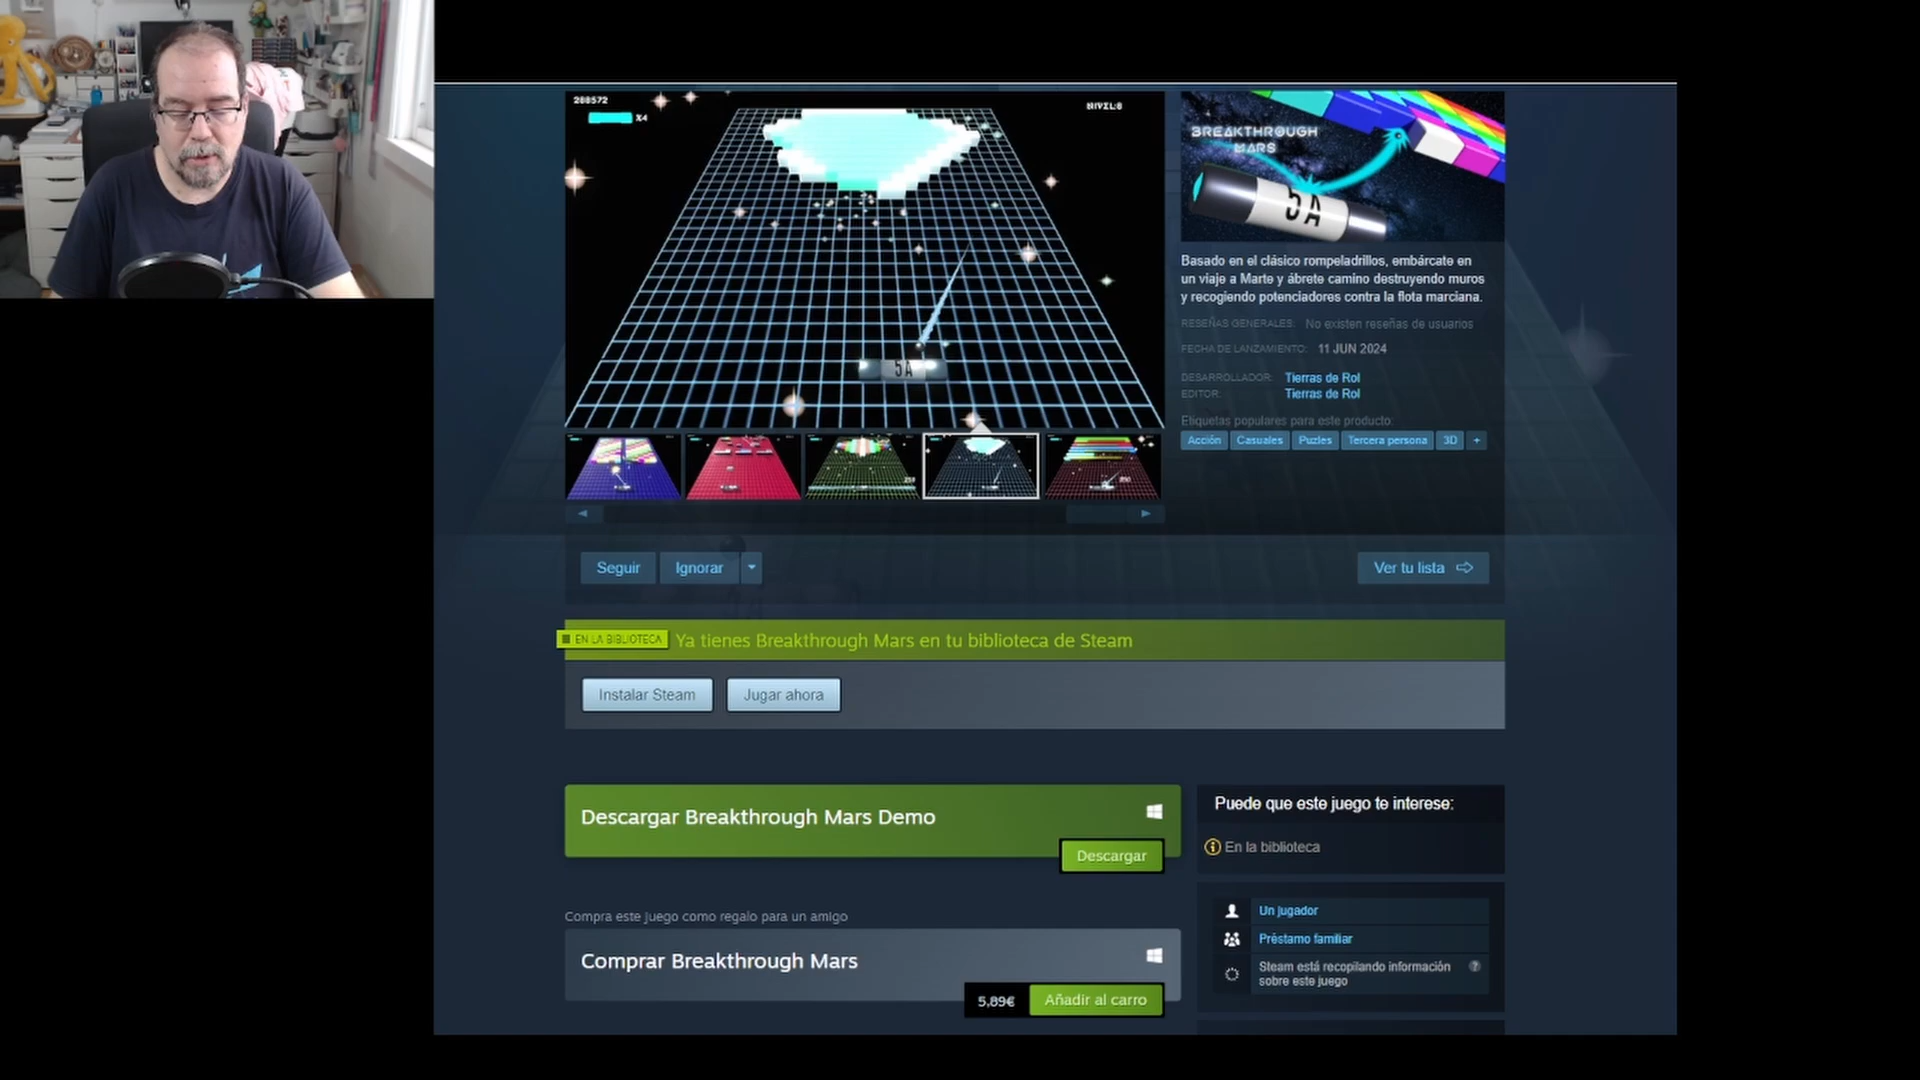 288572
X4
NIVEL:8
5A
BREAKTHROUGH
MARS
5A
Basado en el clásico rompeladrillos, embárcate en
un viaje a Marte y ábrete camino destruyendo muros
y recogiendo potenciadores contra la flota marciana.
RESEÑAS GENERALES: No existen reseñas de usuarios
FECHA DE LANZAMIENTO: 11 JUN 2024
DESARROLLADOR: Tierras de Rol
EDITOR: Tierras de Rol
Etiquetas populares para este producto:
Acción Casuales Puzles Tercera persona 3D +
Seguir Ignorar Ver tu lista
EN LA BIBLIOTECA Ya tienes Breakthrough Mars en tu biblioteca de Steam
Instalar Steam Jugar ahora
Descargar Breakthrough Mars Demo
Descargar
Puede que este juego te interese:
En la biblioteca
Un jugador
Préstamo familiar
Steam está recopilando información
sobre este juego
?
Compra este juego como regalo para un amigo
Comprar Breakthrough Mars
5,89€ Añadir al carro